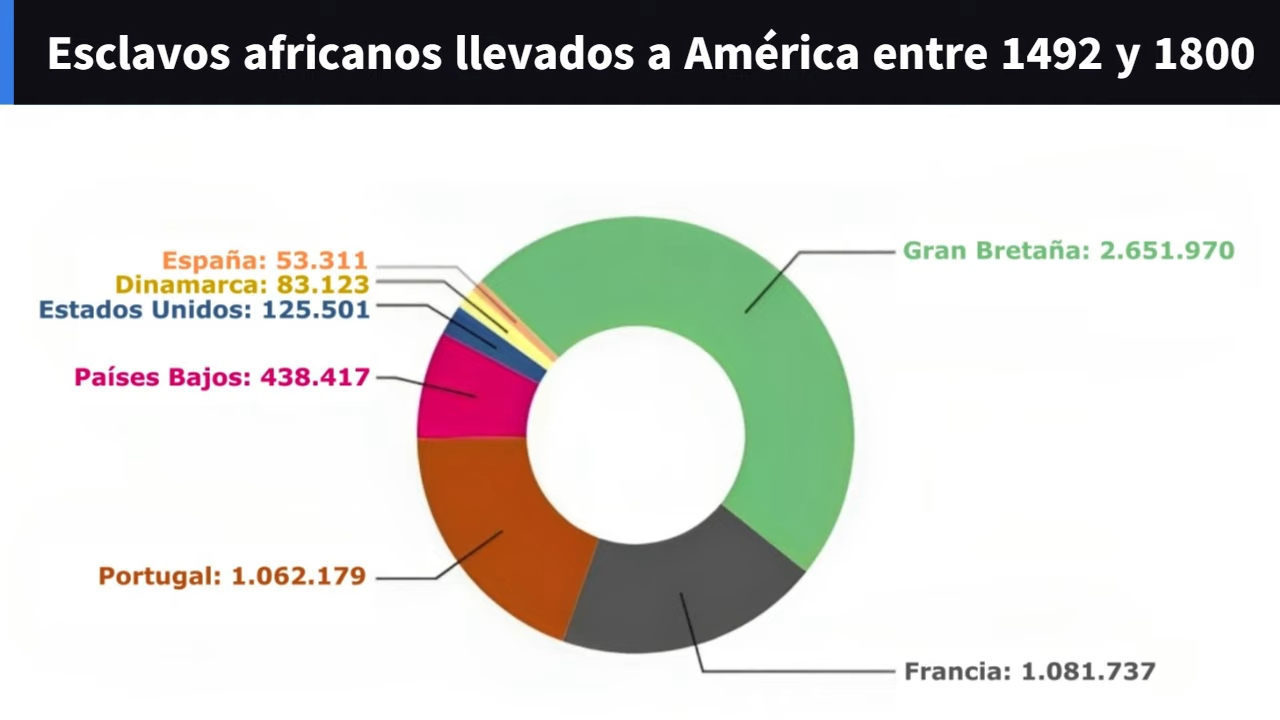 Esclavos africanos llevados a América entre 1492 y 1800
España: 53.311
Dinamarca: 83.123
Estados Unidos: 125.501
Países Bajos: 438.417
Portugal: 1.062.179
Gran Bretaña: 2.651.970
Francia: 1.081.737